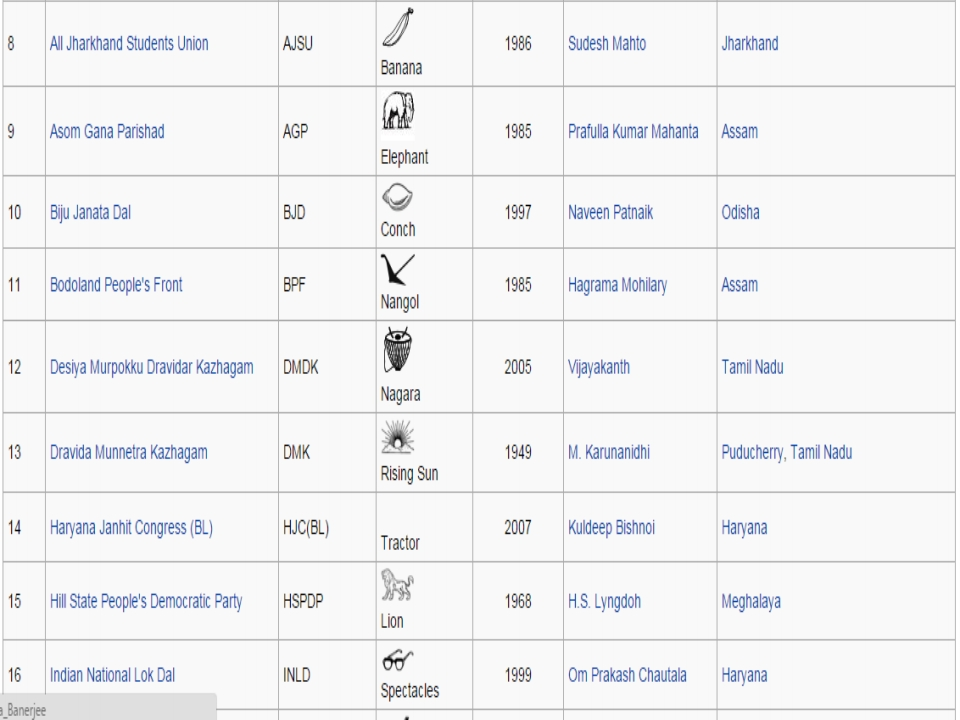 8 All Jharkhand Students Union AJSU Banana 1986 Sudesh Mahto Jharkhand
9 Asom Gana Parishad AGP Elephant 1985 Prafulla Kumar Mahanta Assam
10 Biju Janata Dal BJD Conch 1997 Naveen Patnaik Odisha
11 Bodoland People's Front BPF Nangol 1985 Hagrama Mohilary Assam
12 Desiya Murpokku Dravidar Kazhagam DMDK Nagara 2005 Vijayakanth Tamil Nadu
13 Dravida Munnetra Kazhagam DMK Rising Sun 1949 M. Karunanidhi Puducherry, Tamil Nadu
14 Haryana Janhit Congress (BL) HJC(BL) Tractor 2007 Kuldeep Bishnoi Haryana
15 Hill State People's Democratic Party HSPDP Lion 1968 H.S. Lyngdoh Meghalaya
16 Indian National Lok Dal INLD Spectacles 1999 Om Prakash Chautala Haryana
a_Banerjee